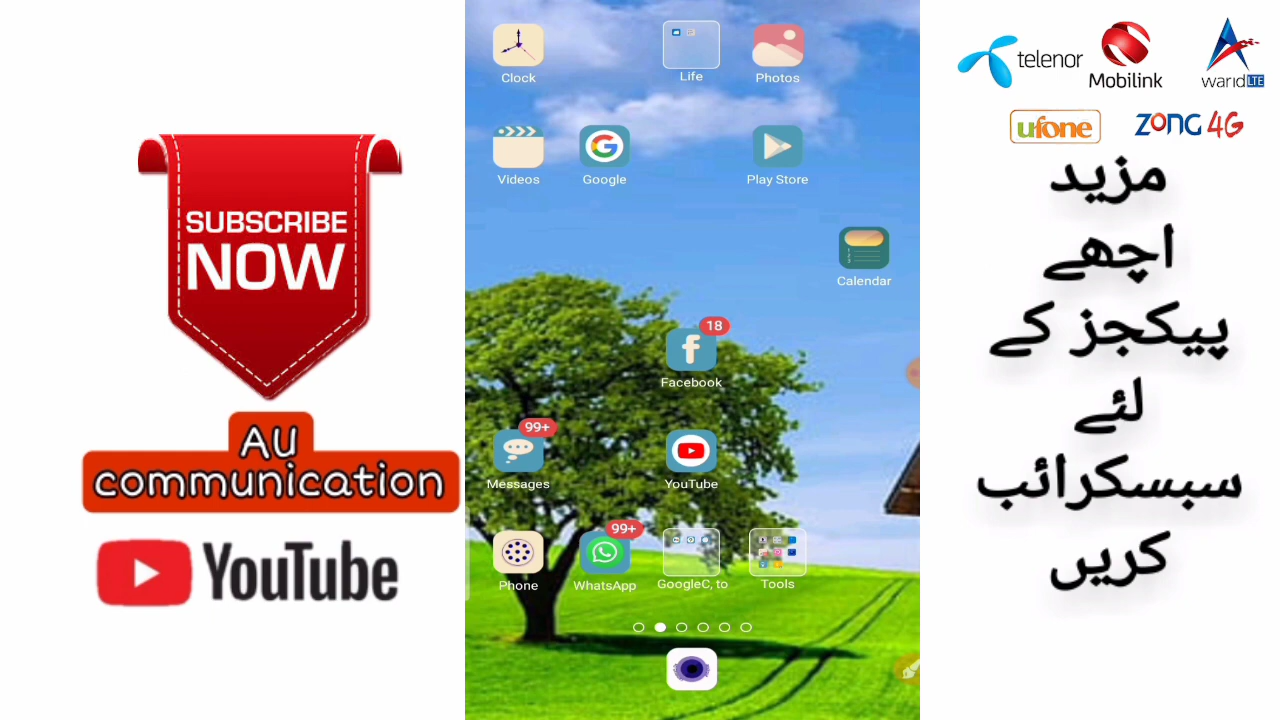 SUBSCRIBE
NOW
AU
communication
YouTube
Clock
Life
Photos
Videos
Google
Play Store
Calendar
18
Facebook
99+
Messages
YouTube
99+
Phone
WhatsApp
GoogleC, to
Tools
telenor
Mobilink
warid LTE
ufone
ZONG 4G
مزید
اچھے
پیکجز کے
لئے
سبسکرائب
کریں